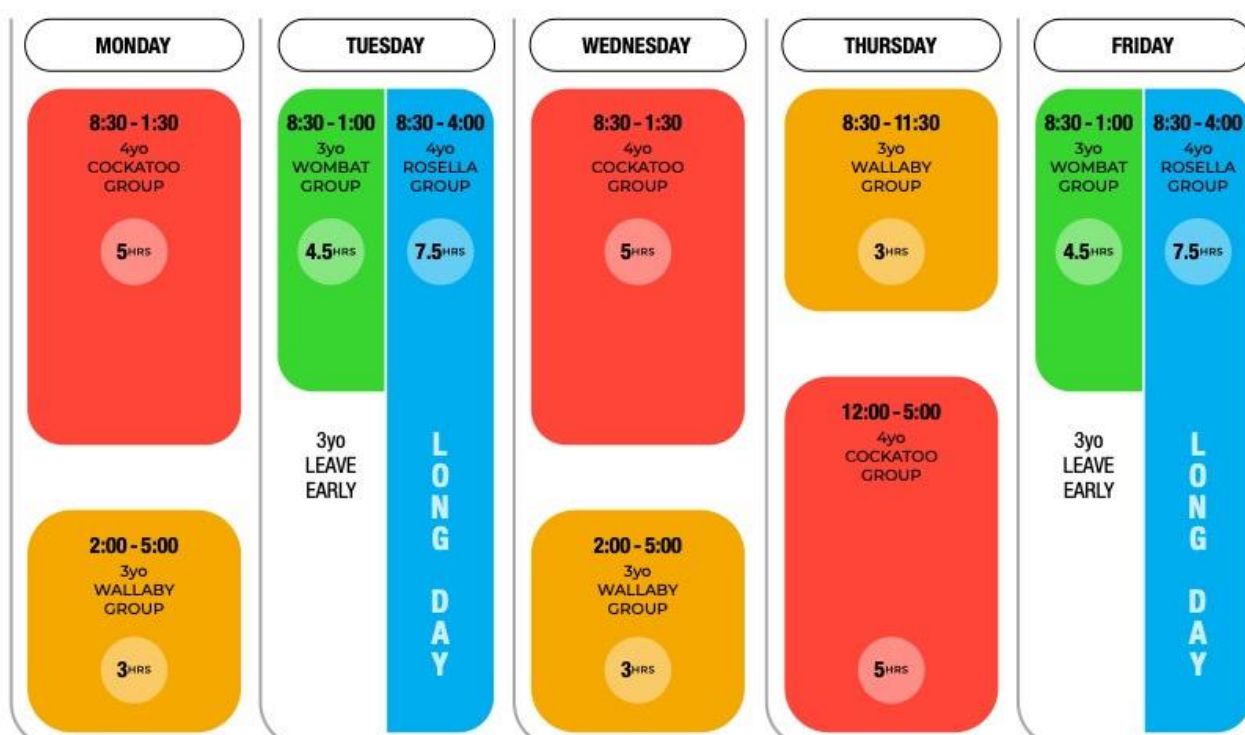 MONDAY
8:30 - 1:30
4yo
COCKATOO
GROUP
5HRS
2:00 - 5:00
3yo
WALLABY
GROUP
3HRS
TUESDAY
8:30 - 1:00
3yo
WOMBAT
GROUP
4.5HRS
3yo
LEAVE
EARLY
8:30 - 4:00
4yo
ROSELLA
GROUP
7.5HRS
LONG DAY
WEDNESDAY
8:30 - 1:30
4yo
COCKATOO
GROUP
5HRS
2:00 - 5:00
3yo
WALLABY
GROUP
3HRS
THURSDAY
8:30 - 11:30
3yo
WALLABY
GROUP
3HRS
12:00 - 5:00
4yo
COCKATOO
GROUP
5HRS
FRIDAY
8:30 - 1:00
3yo
WOMBAT
GROUP
4.5HRS
3yo
LEAVE
EARLY
8:30 - 4:00
4yo
ROSELLA
GROUP
7.5HRS
LONG DAY